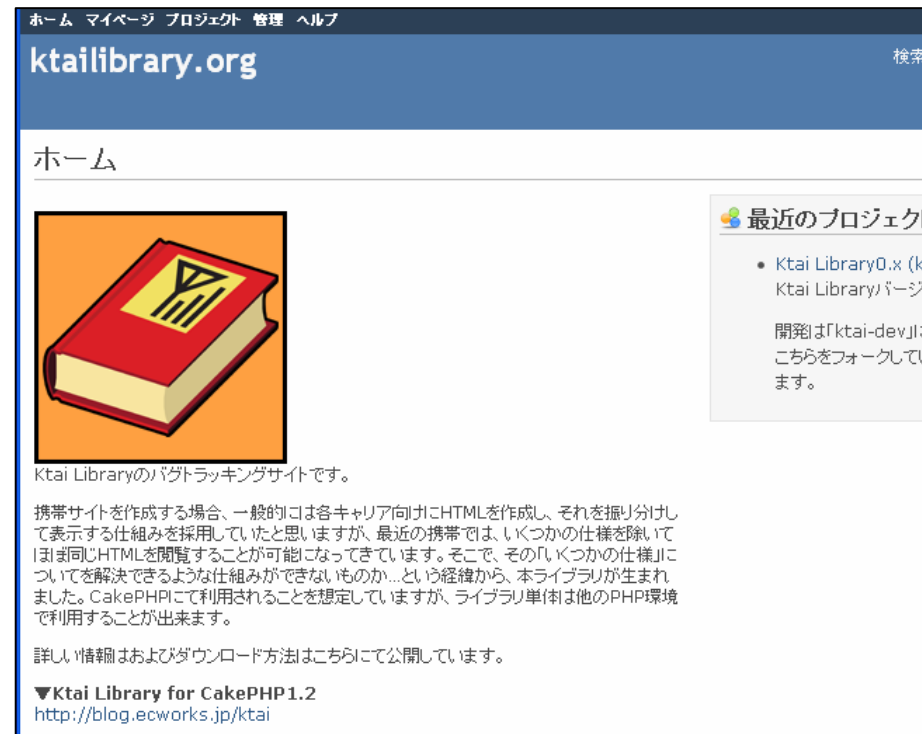 ホーム マイページ プロジェクト 管理 ヘルプ
ktailibrary.org
検索
ホーム
Ktai Libraryのバグトラッキングサイトです。
携帯サイトを作成する場合、一般的には各キャリア向けにHTMLを作成し、それを振り分けし
て表示する仕組みを採用していたと思いますが、最近の携帯では、いくつかの仕様を除いて
ほぼ同じHTMLを閲覧することが可能になってきています。そこで、その「いくつかの仕様」に
ついてを解決できるような仕組みができないものか...という経緯から、本ライブラリが生まれ
ました。CakePHPにて利用されることを想定していますが、ライブラリ単体は他のPHP環境
で利用することが出来ます。
詳しい情報はおよびダウンロード方法はこちらにて公開しています。
▼Ktai Library for CakePHP1.2
http://blog.ecworks.jp/ktai
最近のプロジェク
• Ktai Library0.x (k
Ktai Libraryバージ
開発は「ktai-dev」に
こちらをフォークしてい
ます。